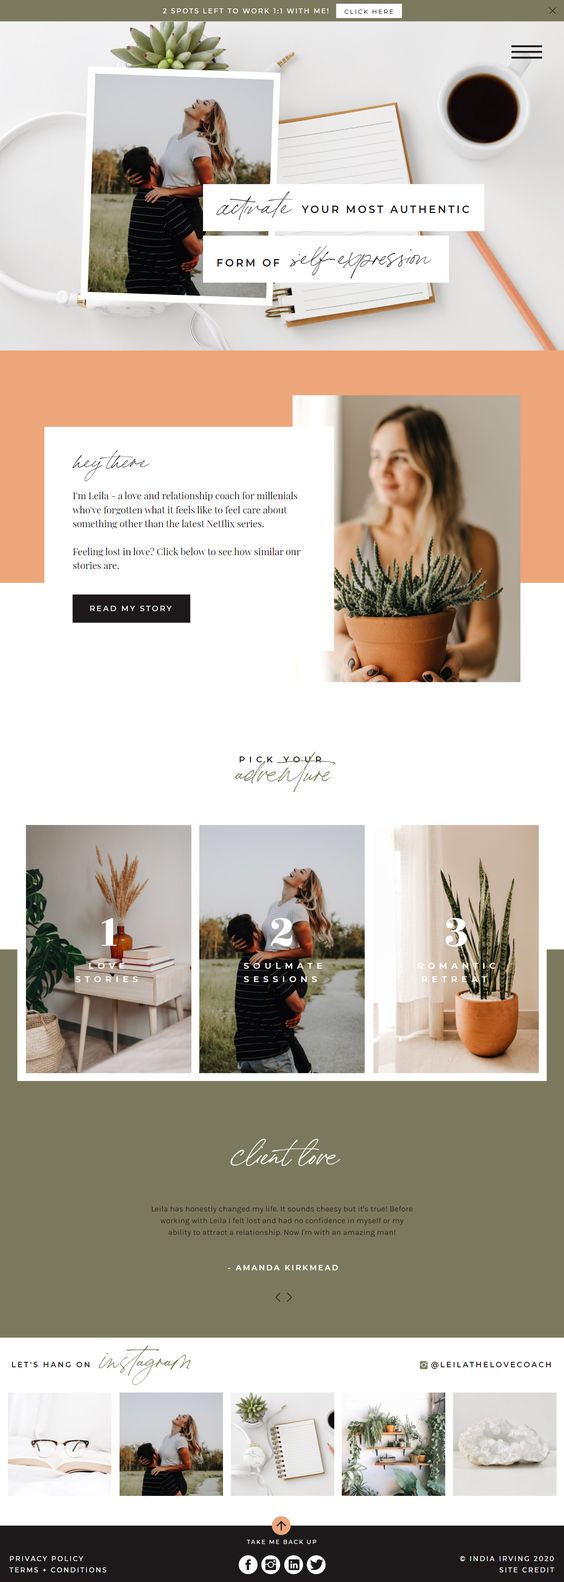 2 SPOTS LEFT TO WORK 1:1 WITH ME!
CLICK HERE
activate YOUR MOST AUTHENTIC
FORM OF self-expression
hey there
I'm Leila - a love and relationship coach for millenials
who've forgotten what it feels like to feel care about
something other than the latest Netflix series.
Feeling lost in love? Click below to see how similar our
stories are.
READ MY STORY
PICK YOUR
adventure
1
LOVE
STORIES
2
SOULMATE
SESSIONS
3
ROMANTIC
RETREAT
client love
Leila has honestly changed my life. It sounds cheesy but it's true! Before
working with Leila I felt lost and had no confidence in myself or my
ability to attract a relationship. Now I'm with an amazing man!
- AMANDA KIRKMEAD
LET'S HANG ON instagram
@LEILATHELOVECOACH
TAKE ME BACK UP
PRIVACY POLICY
TERMS + CONDITIONS
© INDIA IRVING 2020
SITE CREDIT